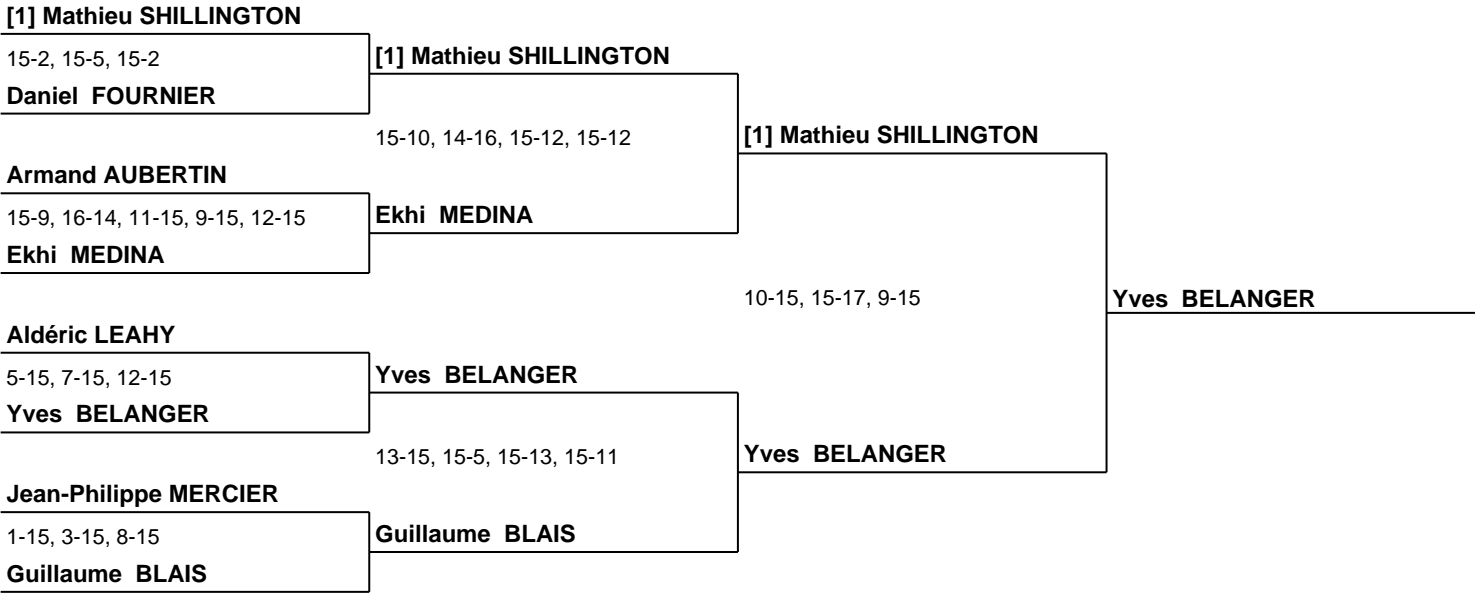 [1] Mathieu SHILLINGTON
15-2, 15-5, 15-2
[1] Mathieu SHILLINGTON
Daniel FOURNIER
15-10, 14-16, 15-12, 15-12
[1] Mathieu SHILLINGTON
Armand AUBERTIN
15-9, 16-14, 11-15, 9-15, 12-15
Ekhi MEDINA
Ekhi MEDINA
10-15, 15-17, 9-15
Yves BELANGER
Aldéric LEAHY
5-15, 7-15, 12-15
Yves BELANGER
Yves BELANGER
13-15, 15-5, 15-13, 15-11
Yves BELANGER
Jean-Philippe MERCIER
1-15, 3-15, 8-15
Guillaume BLAIS
Guillaume BLAIS